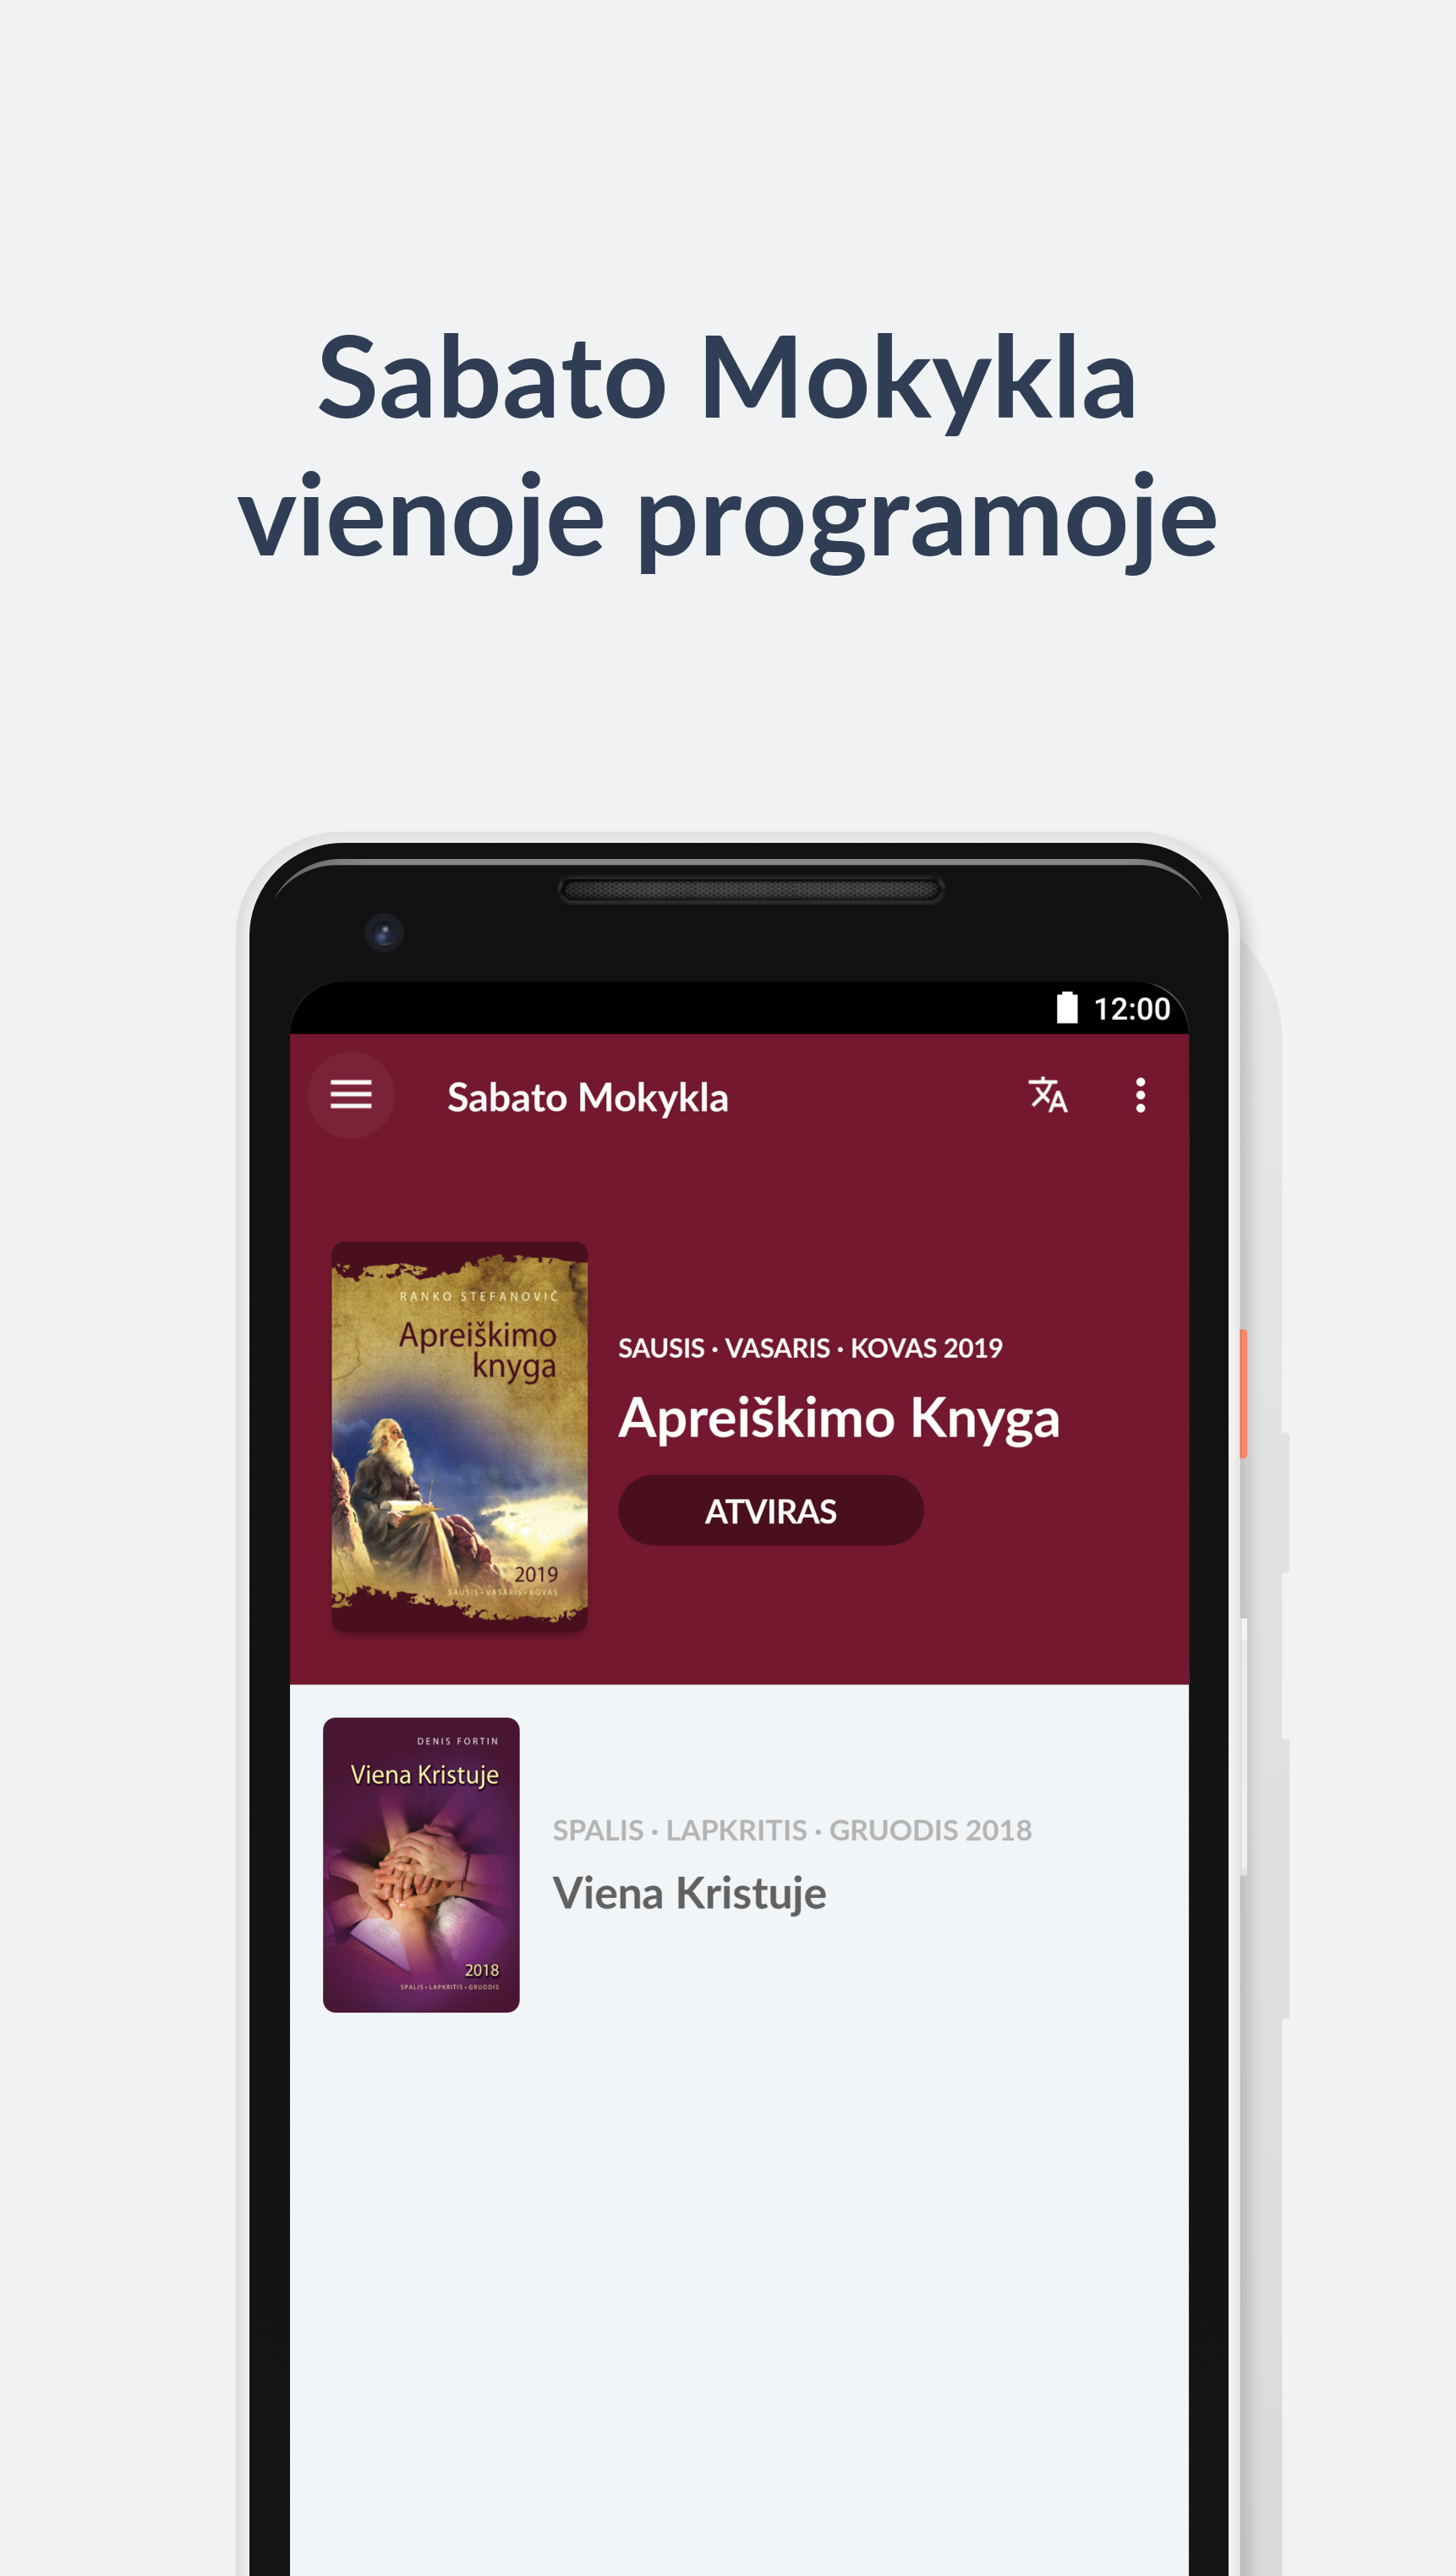 Sabato Mokykla
vienoje programoje
12:00
Sabato Mokykla
RANKO STEFANOVIČ
Apreiškimo
knyga
2019
SAUSIS • VASARIS • KOVAS
SAUSIS · VASARIS · KOVAS 2019
Apreiškimo Knyga
ATVIRAS
DENIS FORTIN
Viena Kristuje
2018
SPALIS • LAPKRITIS • GRUODIS
SPALIS · LAPKRITIS · GRUODIS 2018
Viena Kristuje